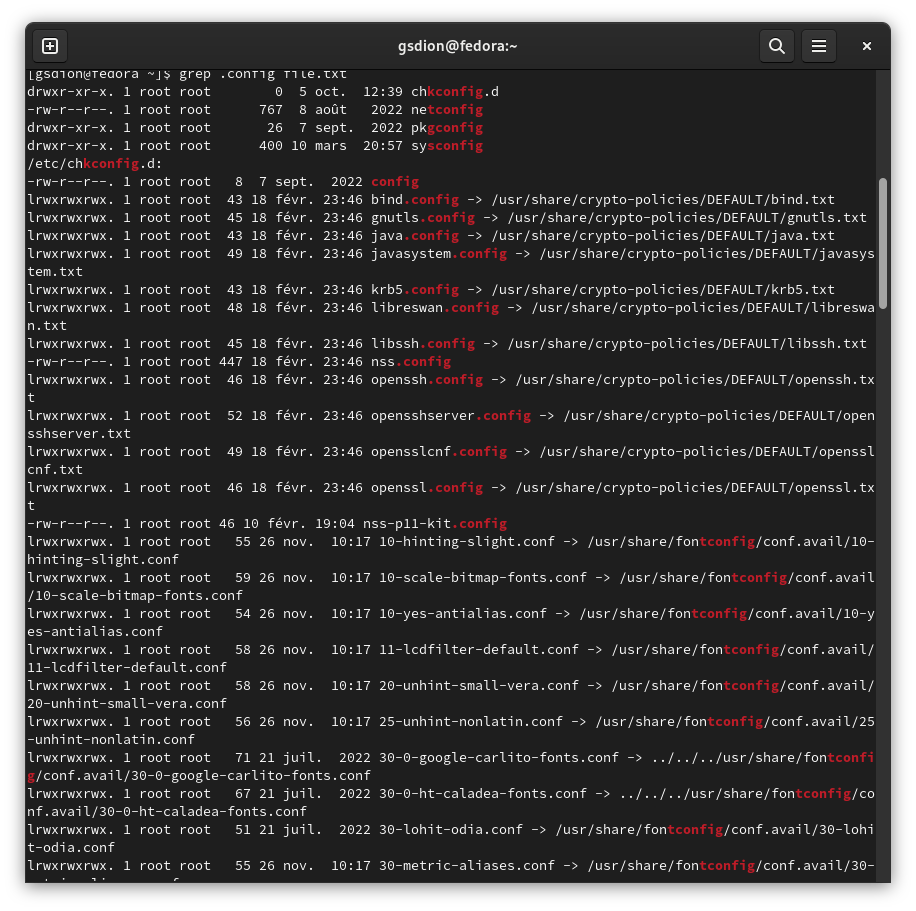 gsdion@fedora:~
[gsdion@fedora ~]$ grep .config file.txt
drwxr-xr-x. 1 root root        0  5 oct.  12:39 chkconfig.d
-rw-r--r--. 1 root root      767  8 août   2022 netconfig
drwxr-xr-x. 1 root root       26  7 sept.  2022 pkgconfig
drwxr-xr-x. 1 root root      400 10 mars  20:57 sysconfig
/etc/chkconfig.d:
-rw-r--r--. 1 root root   8  7 sept.  2022 config
lrwxrwxrwx. 1 root root  43 18 févr. 23:46 bind.config -> /usr/share/crypto-policies/DEFAULT/bind.txt
lrwxrwxrwx. 1 root root  45 18 févr. 23:46 gnutls.config -> /usr/share/crypto-policies/DEFAULT/gnutls.txt
lrwxrwxrwx. 1 root root  43 18 févr. 23:46 java.config -> /usr/share/crypto-policies/DEFAULT/java.txt
lrwxrwxrwx. 1 root root  49 18 févr. 23:46 javasystem.config -> /usr/share/crypto-policies/DEFAULT/javasys
tem.txt
lrwxrwxrwx. 1 root root  43 18 févr. 23:46 krb5.config -> /usr/share/crypto-policies/DEFAULT/krb5.txt
lrwxrwxrwx. 1 root root  48 18 févr. 23:46 libreswan.config -> /usr/share/crypto-policies/DEFAULT/libreswa
n.txt
lrwxrwxrwx. 1 root root  45 18 févr. 23:46 libssh.config -> /usr/share/crypto-policies/DEFAULT/libssh.txt
-rw-r--r--. 1 root root 447 18 févr. 23:46 nss.config
lrwxrwxrwx. 1 root root  46 18 févr. 23:46 openssh.config -> /usr/share/crypto-policies/DEFAULT/openssh.tx
t
lrwxrwxrwx. 1 root root  52 18 févr. 23:46 opensshserver.config -> /usr/share/crypto-policies/DEFAULT/open
sshserver.txt
lrwxrwxrwx. 1 root root  49 18 févr. 23:46 opensslcnf.config -> /usr/share/crypto-policies/DEFAULT/openssl
cnf.txt
lrwxrwxrwx. 1 root root  46 18 févr. 23:46 openssl.config -> /usr/share/crypto-policies/DEFAULT/openssl.tx
t
-rw-r--r--. 1 root root 46 10 févr. 19:04 nss-p11-kit.config
lrwxrwxrwx. 1 root root   55 26 nov.  10:17 10-hinting-slight.conf -> /usr/share/fontconfig/conf.avail/10-
hinting-slight.conf
lrwxrwxrwx. 1 root root   59 26 nov.  10:17 10-scale-bitmap-fonts.conf -> /usr/share/fontconfig/conf.avail
/10-scale-bitmap-fonts.conf
lrwxrwxrwx. 1 root root   54 26 nov.  10:17 10-yes-antialias.conf -> /usr/share/fontconfig/conf.avail/10-y
es-antialias.conf
lrwxrwxrwx. 1 root root   58 26 nov.  10:17 11-lcdfilter-default.conf -> /usr/share/fontconfig/conf.avail/
11-lcdfilter-default.conf
lrwxrwxrwx. 1 root root   58 26 nov.  10:17 20-unhint-small-vera.conf -> /usr/share/fontconfig/conf.avail/
20-unhint-small-vera.conf
lrwxrwxrwx. 1 root root   56 26 nov.  10:17 25-unhint-nonlatin.conf -> /usr/share/fontconfig/conf.avail/25
-unhint-nonlatin.conf
lrwxrwxrwx. 1 root root   71 21 juil.  2022 30-0-google-carlito-fonts.conf -> ../../../usr/share/fontconfi
g/conf.avail/30-0-google-carlito-fonts.conf
lrwxrwxrwx. 1 root root   67 21 juil.  2022 30-0-ht-caladea-fonts.conf -> ../../../usr/share/fontconfig/co
nf.avail/30-0-ht-caladea-fonts.conf
lrwxrwxrwx. 1 root root   51 21 juil.  2022 30-lohit-odia.conf -> /usr/share/fontconfig/conf.avail/30-lohi
t-odia.conf
lrwxrwxrwx. 1 root root   55 26 nov.  10:17 30-metric-aliases.conf -> /usr/share/fontconfig/conf.avail/30-